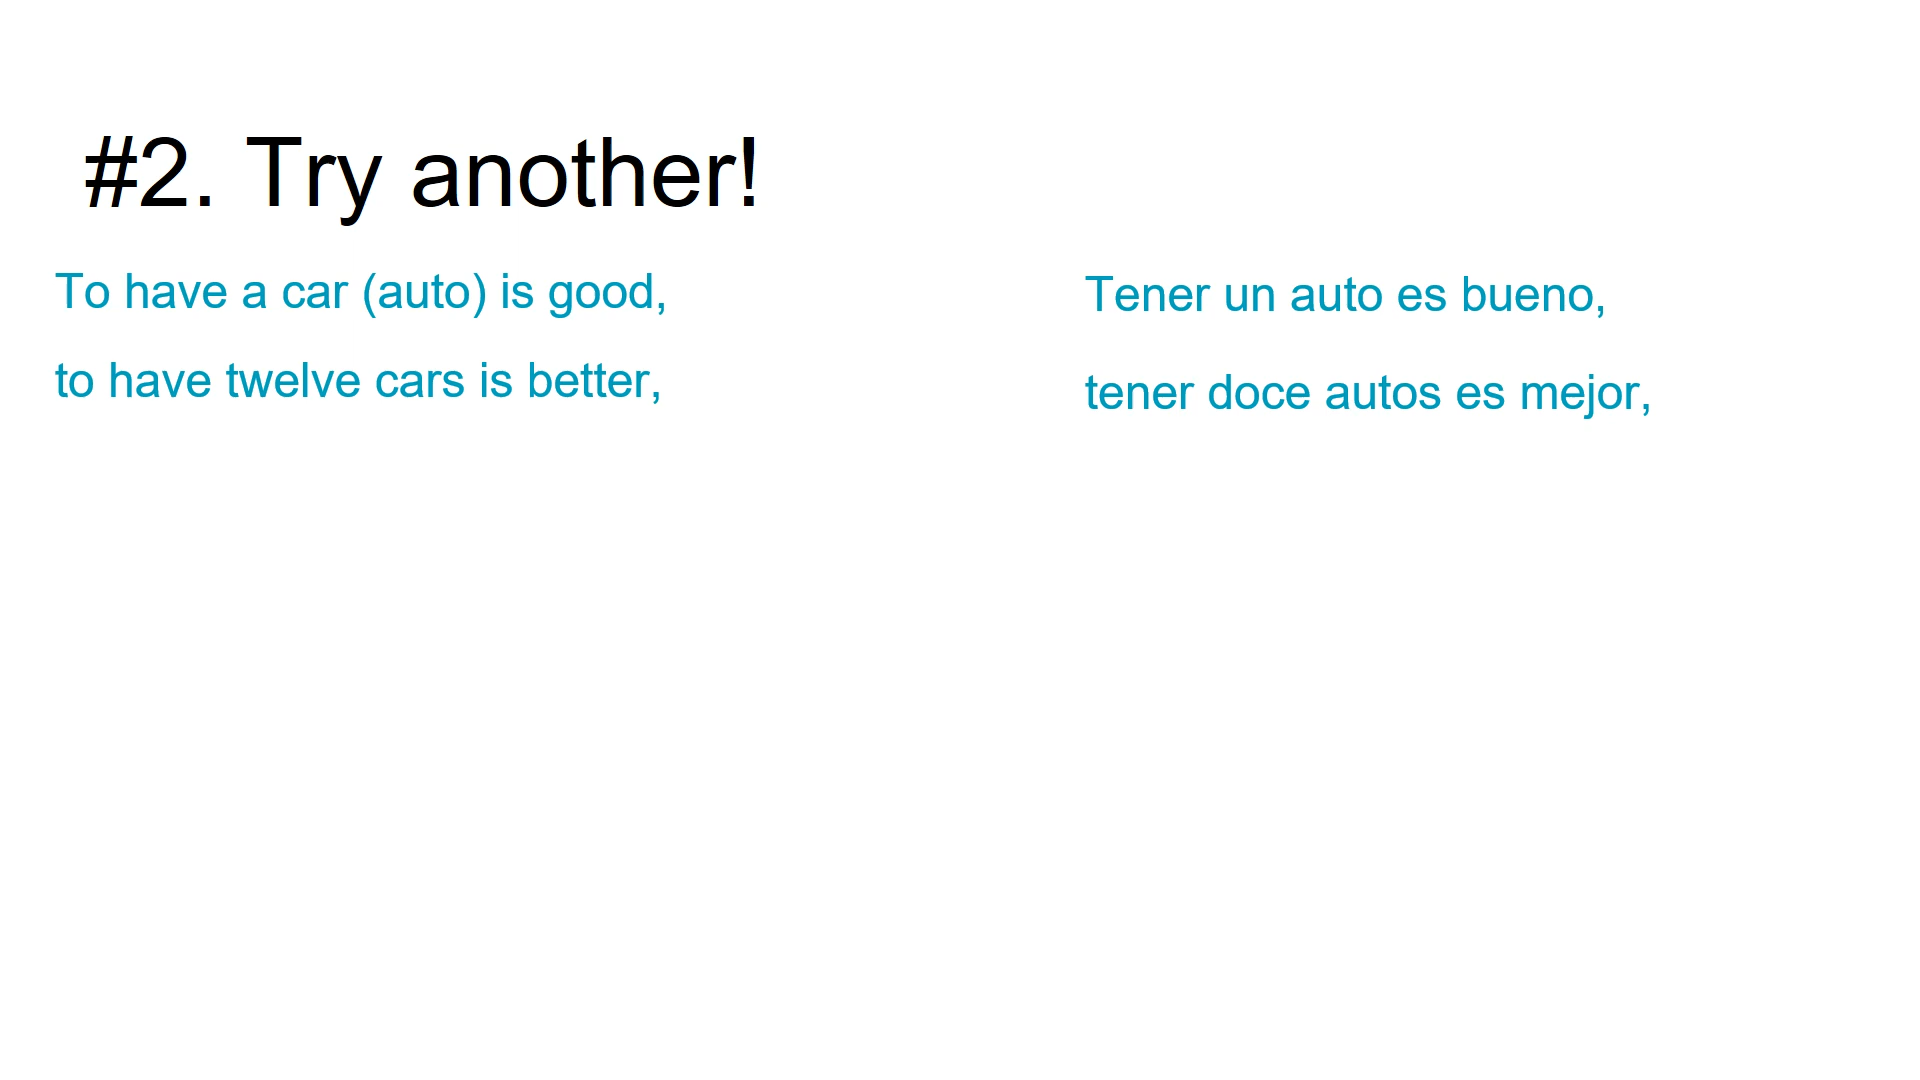 #2. Try another!
To have a car (auto) is good,
to have twelve cars is better,
Tener un auto es bueno,
tener doce autos es mejor,